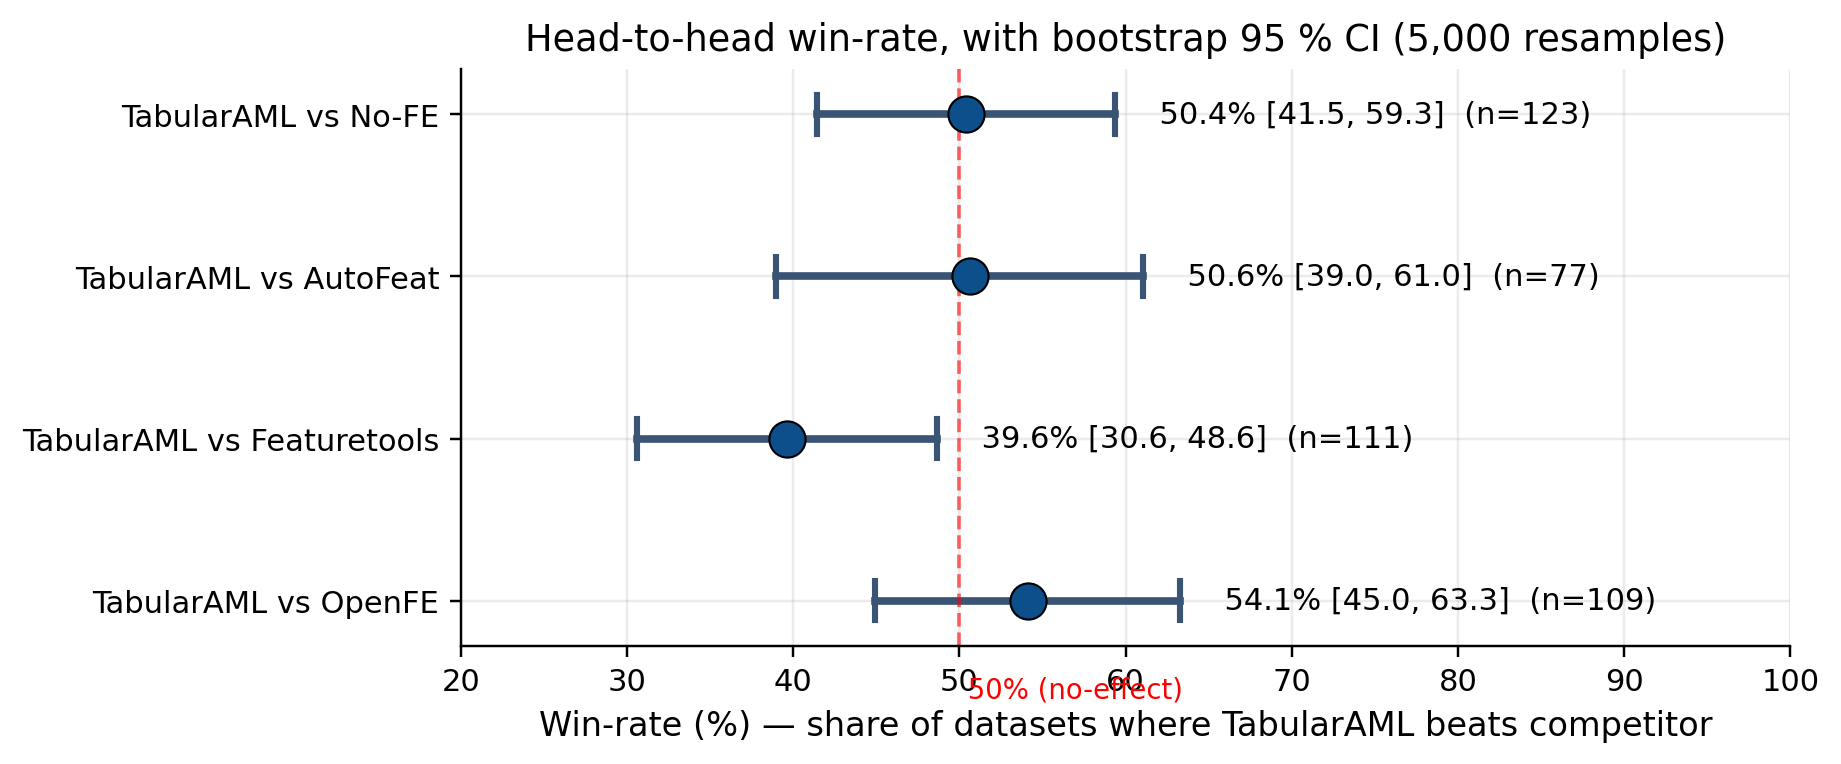 Head-to-head win-rate, with bootstrap 95 % CI (5,000 resamples)
TabularAML vs No-FE
50.4% [41.5, 59.3]  (n=123)
TabularAML vs AutoFeat
50.6% [39.0, 61.0]  (n=77)
TabularAML vs Featuretools
39.6% [30.6, 48.6]  (n=111)
TabularAML vs OpenFE
54.1% [45.0, 63.3]  (n=109)
20 30 40 50 60 70 80 90 100
50% (no-effect)
Win-rate (%) — share of datasets where TabularAML beats competitor